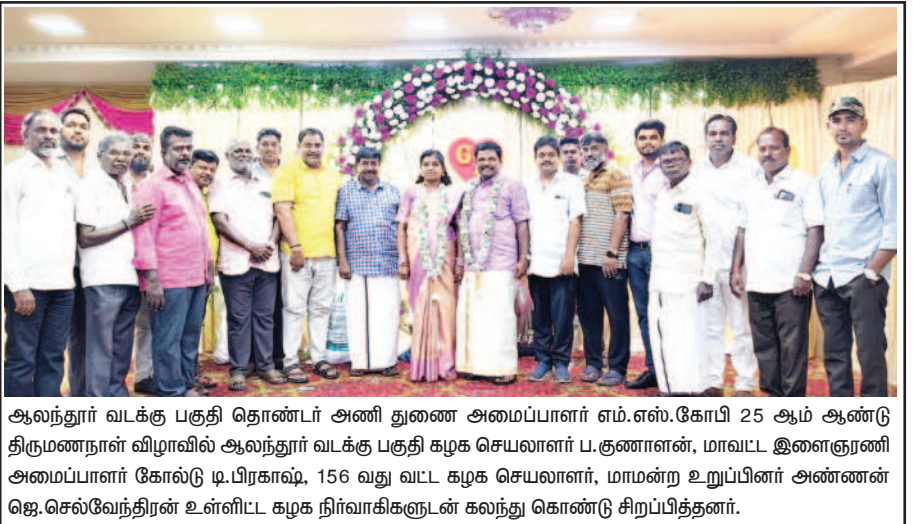 G
ஆலந்தூர் வடக்கு பகுதி தொண்டர் அணி துணை அமைப்பாளர் எம்.எஸ்.கோபி 25 ஆம் ஆண்டு
திருமணநாள் விழாவில் ஆலந்தூர் வடக்கு பகுதி கழக செயலாளர் ப.குணாளன், மாவட்ட இளைஞரணி
அமைப்பாளர் கோல்டு டி.பிரகாஷ், 156 வது வட்ட கழக செயலாளர், மாமன்ற உறுப்பினர் அண்ணன்
ஜெ.செல்வேந்திரன் உள்ளிட்ட கழக நிர்வாகிகளுடன் கலந்து கொண்டு சிறப்பித்தனர்.